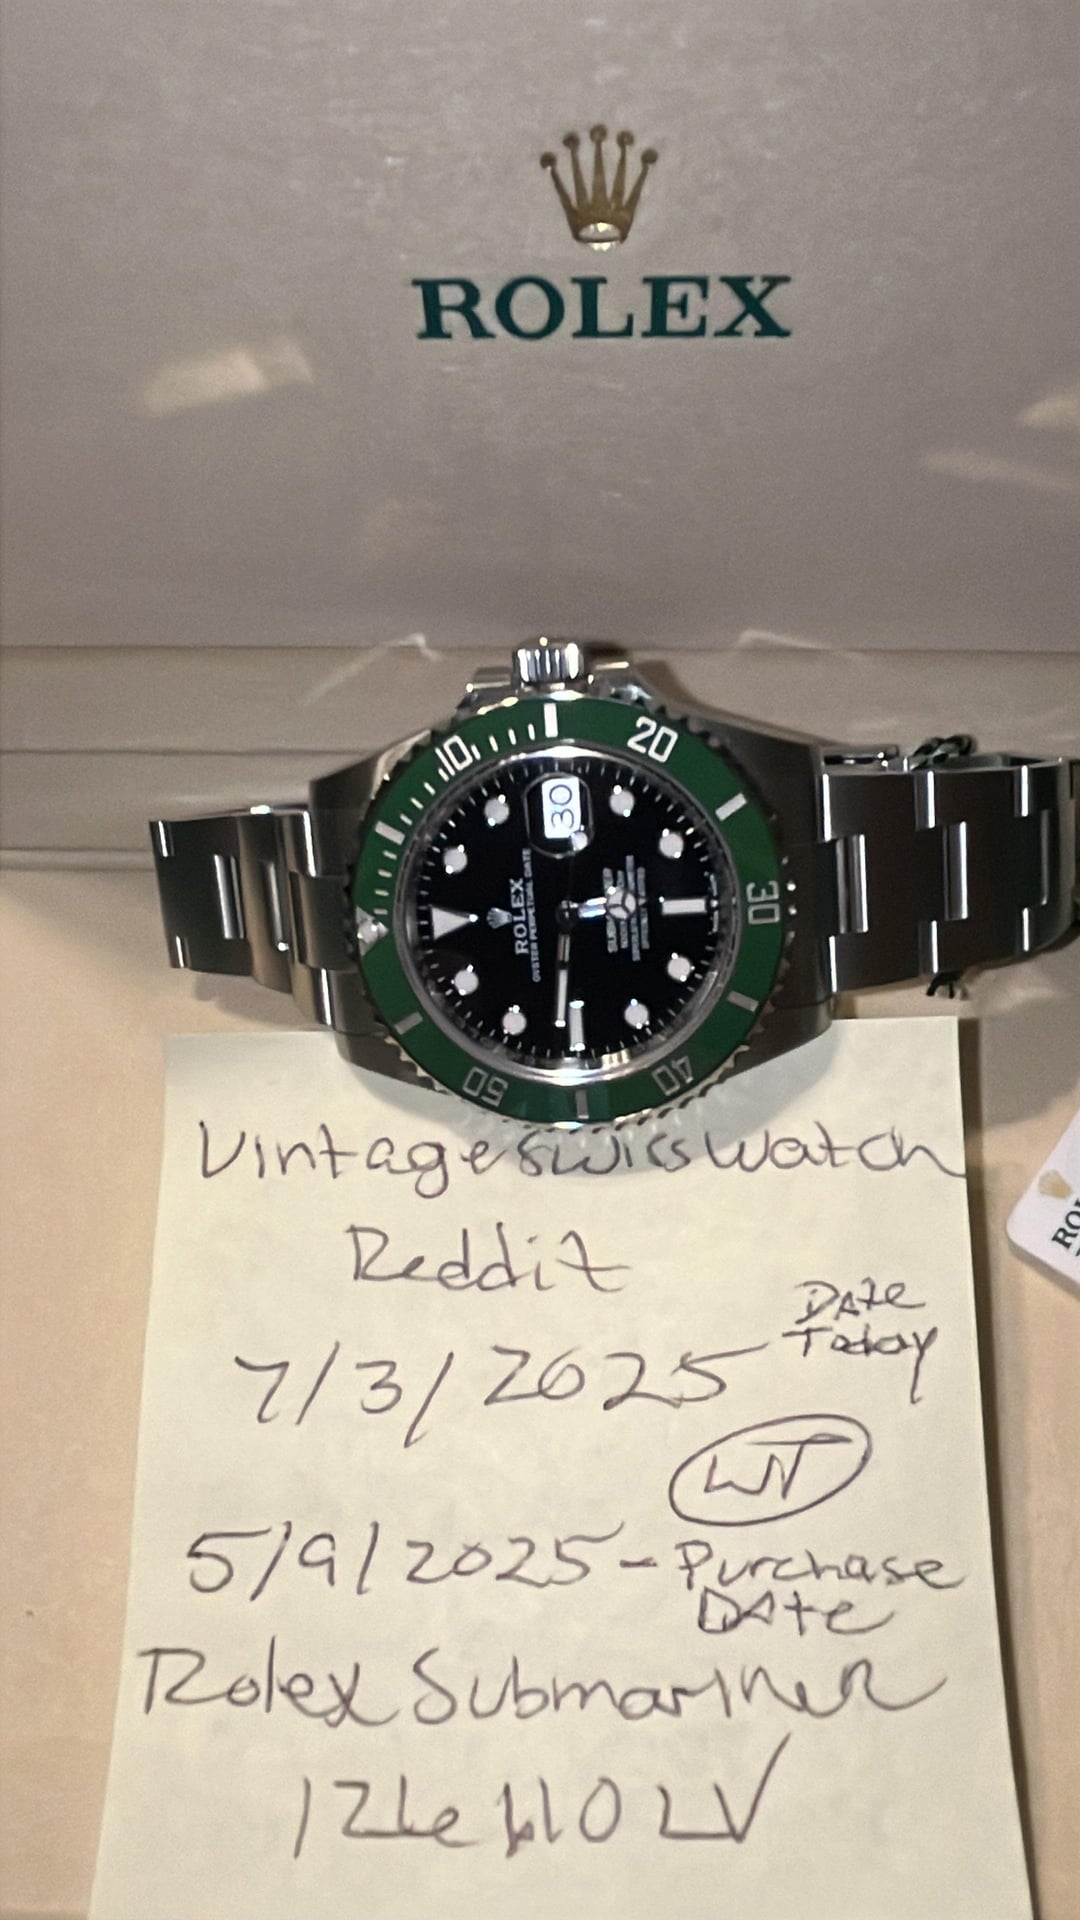 ROLEX
10
20
30
40
50
30
ROLEX
OYSTER PERPETUAL DATE
Vintageswisswatch
Reddit
Date
Today
7/3/2025
WT
5/9/2025 - Purchase
Date
Rolex Submariner
126610LV